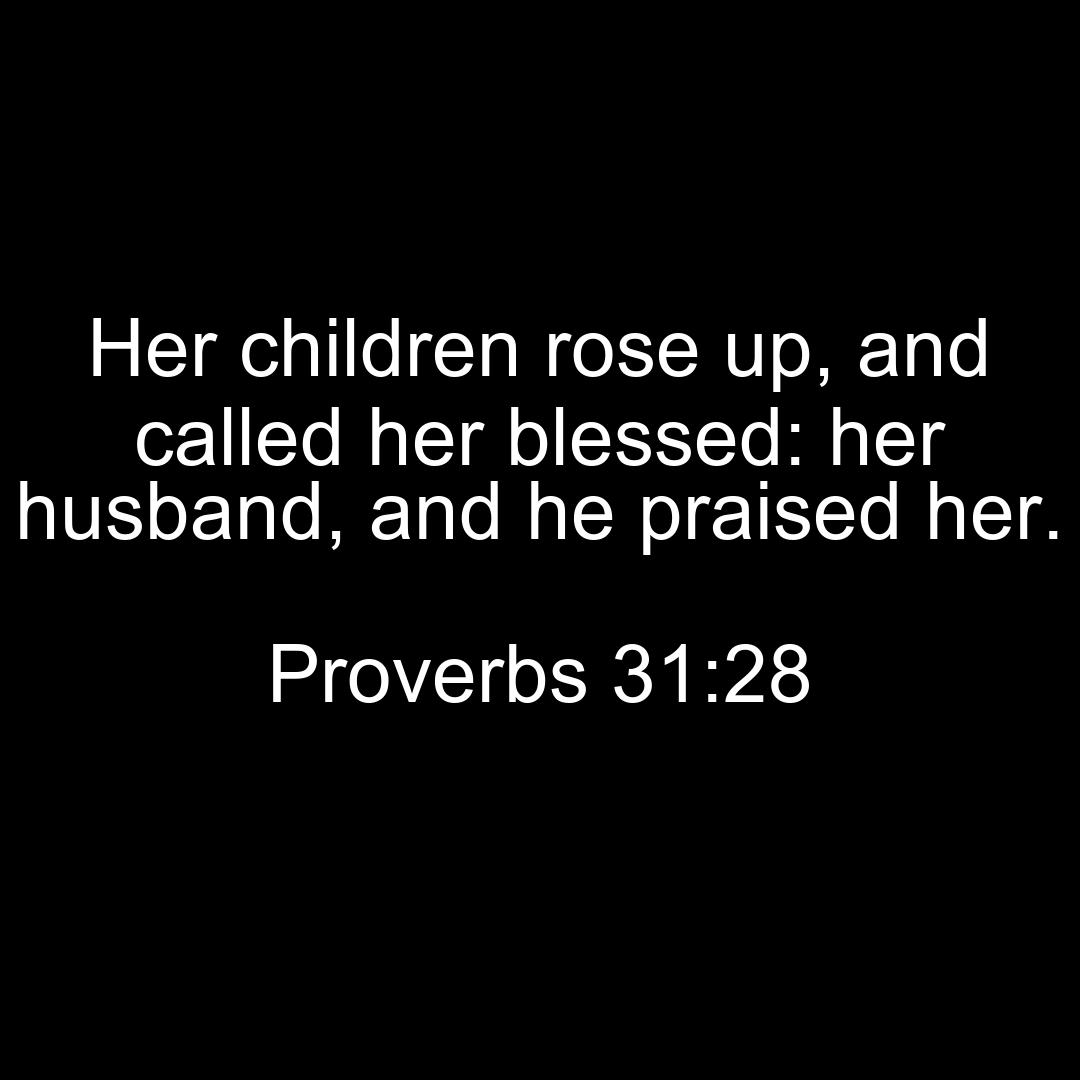 Her children rose up, and
called her blessed: her
husband, and he praised her.
Proverbs 31:28